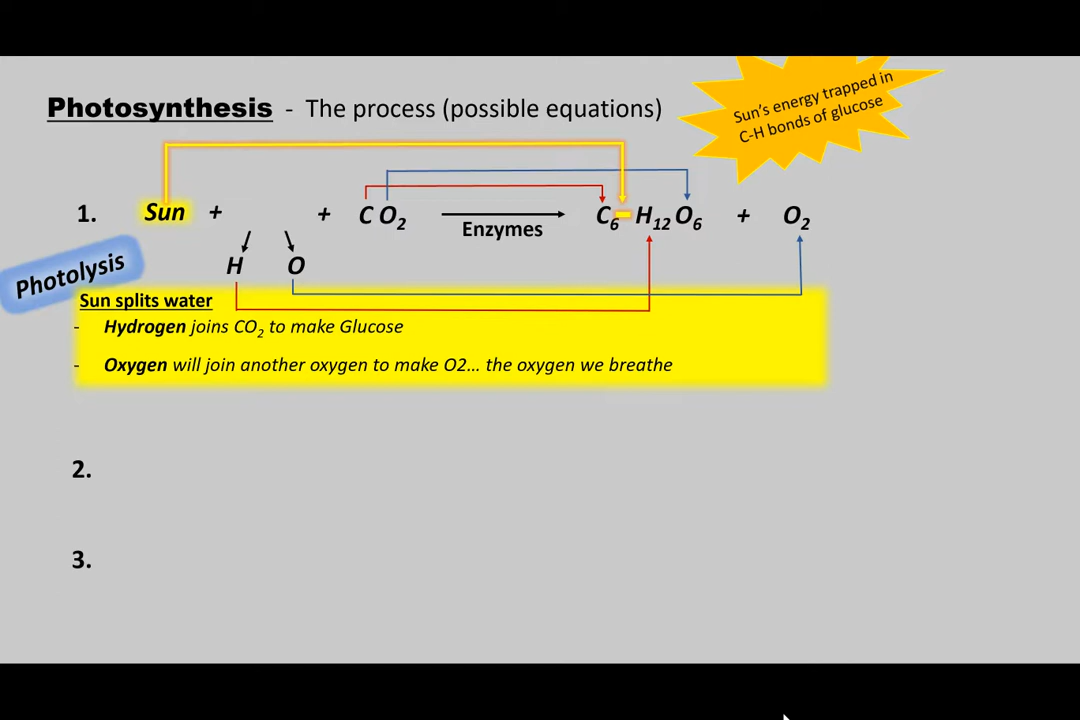 Photosynthesis - The process (possible equations)
Sun's energy trapped in
C-H bonds of glucose
1. Sun + + C O2 Enzymes C6 H12O6 + O2
H O
Photolysis
Sun splits water
- Hydrogen joins CO2 to make Glucose
- Oxygen will join another oxygen to make O2... the oxygen we breathe
2.
3.